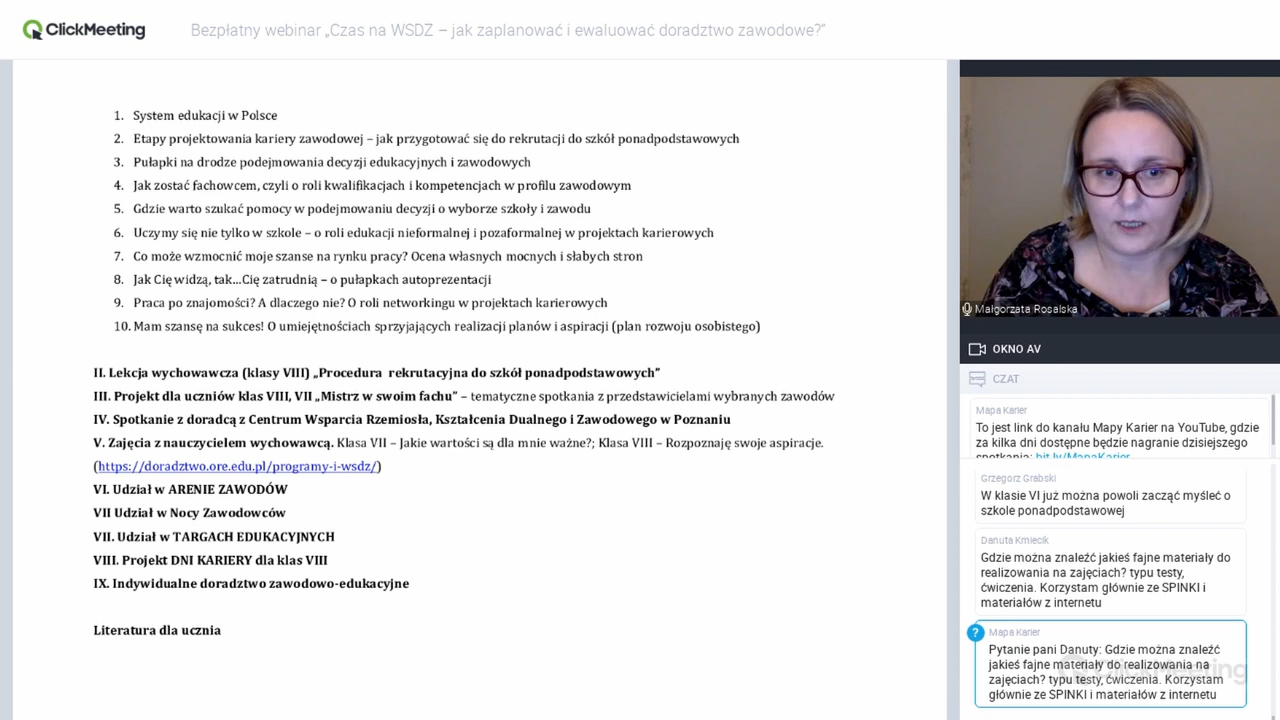 ClickMeeting
Bezpłatny webinar „Czas na WSDZ – jak zaplanować i ewaluować doradztwo zawodowe?”
1. System edukacji w Polsce
2. Etapy projektowania kariery zawodowej – jak przygotować się do rekrutacji do szkół ponadpodstawowych
3. Pułapki na drodze podejmowania decyzji edukacyjnych i zawodowych
4. Jak zostać fachowcem, czyli o roli kwalifikacjach i kompetencjach w profilu zawodowym
5. Gdzie warto szukać pomocy w podejmowaniu decyzji o wyborze szkoły i zawodu
6. Uczymy się nie tylko w szkole – o roli edukacji nieformalnej i pozaformalnej w projektach karierowych
7. Co może wzmocnić moje szanse na rynku pracy? Ocena własnych mocnych i słabych stron
8. Jak Cię widzą, tak…Cię zatrudnią – o pułapkach autoprezentacji
9. Praca po znajomości? A dlaczego nie? O roli networkingu w projektach karierowych
10. Mam szansę na sukces! O umiejętnościach sprzyjających realizacji planów i aspiracji (plan rozwoju osobistego)
II. Lekcja wychowawcza (klasy VIII) „Procedura rekrutacyjna do szkół ponadpodstawowych”
III. Projekt dla uczniów klas VIII, VII „Mistrz w swoim fachu” – tematyczne spotkania z przedstawicielami wybranych zawodów
IV. Spotkanie z doradcą z Centrum Wsparcia Rzemiosła, Kształcenia Dualnego i Zawodowego w Poznaniu
V. Zajęcia z nauczycielem wychowawcą. Klasa VII – Jakie wartości są dla mnie ważne?; Klasa VIII – Rozpoznaję swoje aspiracje.
(https://doradztwo.ore.edu.pl/programy-i-wsdz/)
VI. Udział w ARENIE ZAWODÓW
VII Udział w Nocy Zawodowców
VII. Udział w TARGACH EDUKACYJNYCH
VIII. Projekt DNI KARIERY dla klas VIII
IX. Indywidualne doradztwo zawodowo-edukacyjne
Literatura dla ucznia
Małgorzata Rosalska
OKNO AV
CZAT
Mapa Karier
To jest link do kanału Mapy Karier na YouTube, gdzie
za kilka dni dostępne będzie nagranie dzisiejszego
spotkania: bit.ly/MapaKarier
Grzegorz Grabski
W klasie VI już można powoli zacząć myśleć o
szkole ponadpodstawowej
Danuta Kmiecik
Gdzie można znaleźć jakieś fajne materiały do
realizowania na zajęciach? typu testy,
ćwiczenia. Korzystam głównie ze SPINKI i
materiałów z internetu
?
Mapa Karier
Pytanie pani Danuty: Gdzie można znaleźć
jakieś fajne materiały do realizowania na
zajęciach? typu testy, ćwiczenia. Korzystam
głównie ze SPINKI i materiałów z internetu
ClickMeeting